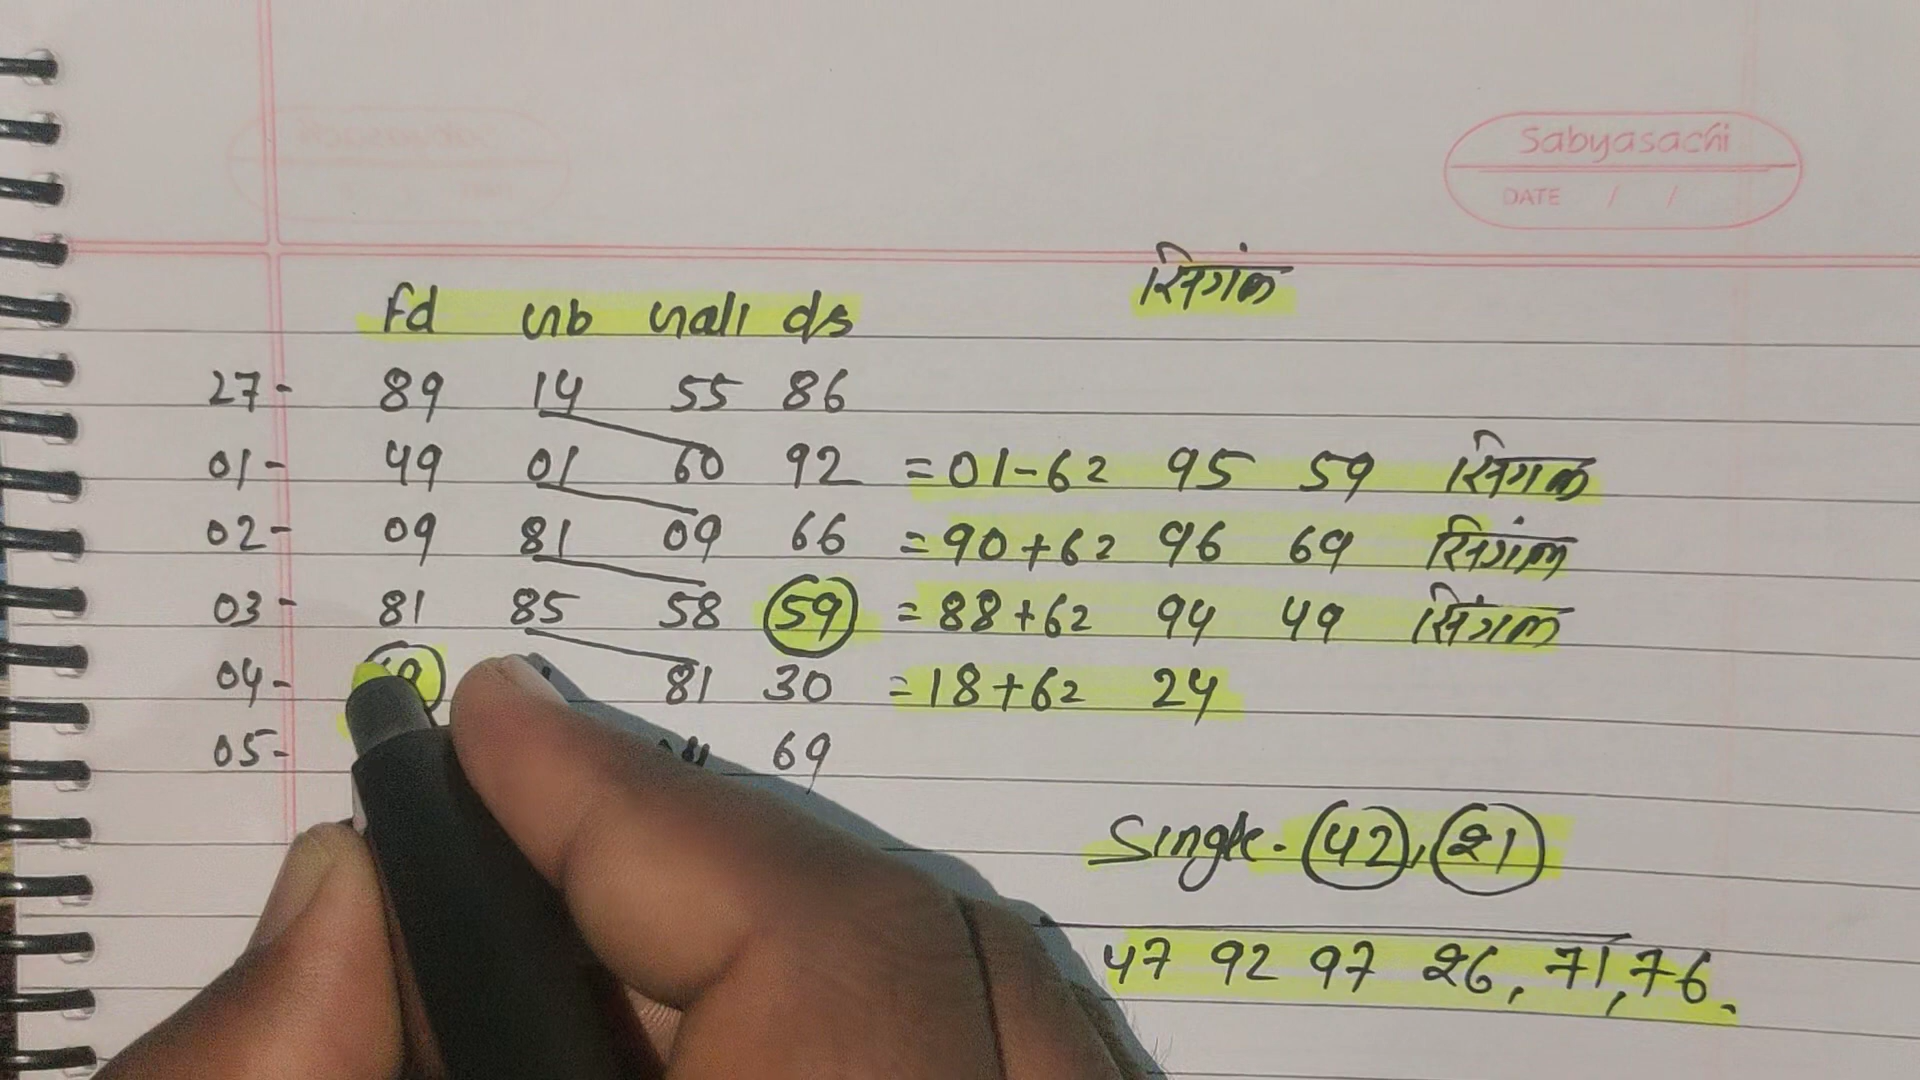 Sabyasachi
DATE / /
सिगंल
fd gb gali ds
27- 89 14 55 86
01- 49 01 60 92 =01-62 95 59 सिगल
02- 09 81 09 66 =90+62 96 69 सिगंल
03- 81 85 58 59 =88+62 94 49 सिंगल
04- 81 30 =18+62 24
05- 69
Single- 42, 21
47 92 97 26, 71, 76.